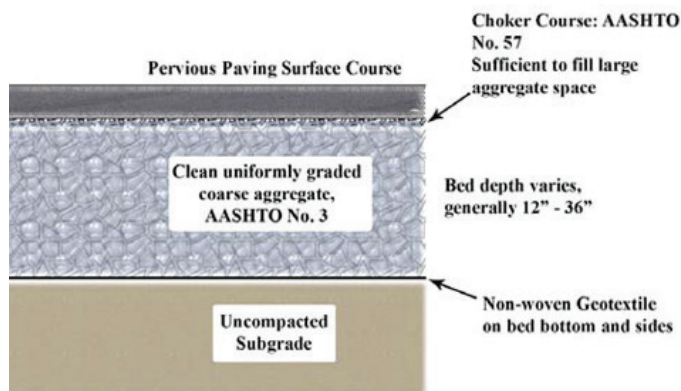 Choker Course: AASHTO
No. 57
Sufficient to fill large
aggregate space
Pervious Paving Surface Course
Clean uniformly graded
coarse aggregate,
AASHTO No. 3
Bed depth varies,
generally 12” - 36”
Non-woven Geotextile
on bed bottom and sides
Uncompacted
Subgrade